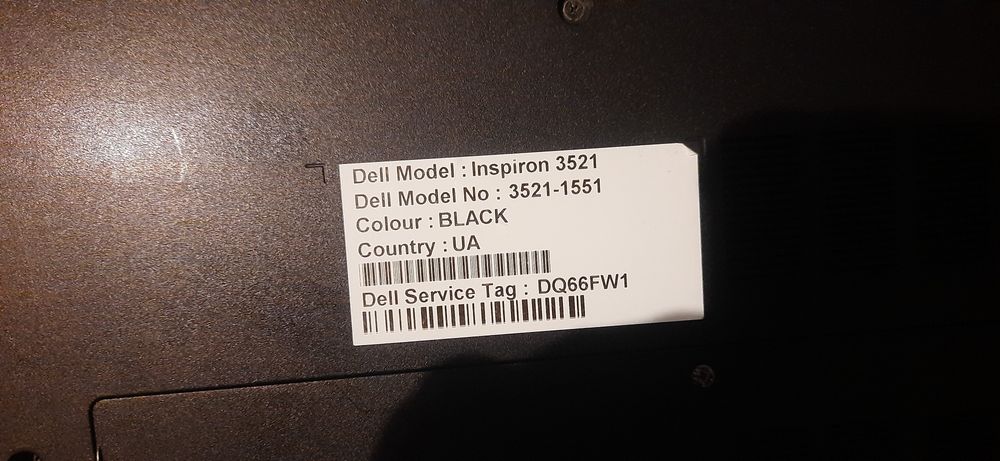 Dell Model : Inspiron 3521
Dell Model No : 3521-1551
Colour : BLACK
Country : UA
Dell Service Tag : DQ66FW1